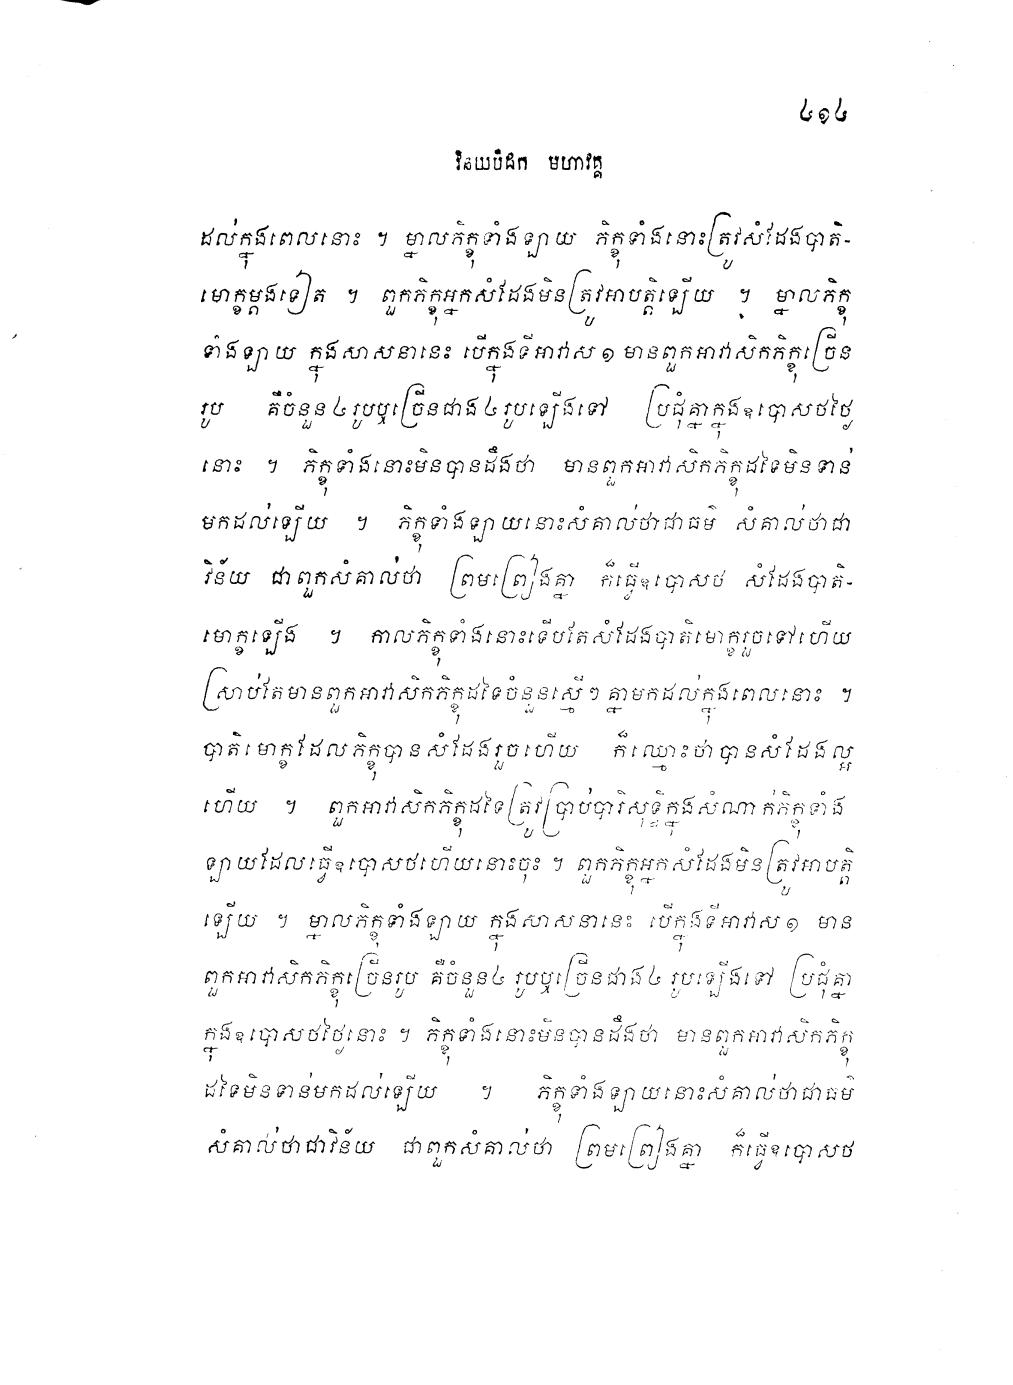 ៤១៤
វិនយបិដក មហាវគ្គ
ដល់ក្នុងពេលនោះ ។ ម្នាលភិក្ខុទាំងឡាយ ភិក្ខុទាំងនោះត្រូវសំដែងបាតិ-
មោក្ខម្តងទៀត ។ ពួកភិក្ខុអ្នកសំដែងមិនត្រូវអាបត្តិឡើយ ។ ម្នាលភិក្ខុ
ទាំងឡាយ ក្នុងសាសនានេះ បើក្នុងទីអាវាស១ មានពួកអាវាសិកភិក្ខុច្រើន
រូប គឺចំនួន៤រូបឬច្រើនជាង៤រូបឡើងទៅ ប្រជុំគ្នាក្នុងឧបោសថថ្ងៃ
នោះ ។ ភិក្ខុទាំងនោះមិនបានដឹងថា មានពួកអាវាសិកភិក្ខុដទៃមិនទាន់
មកដល់ឡើយ ។ ភិក្ខុទាំងឡាយនោះសំគាល់ថាជាធម៌ សំគាល់ថាជា
វិន័យ ជាពួកសំគាល់ថា ព្រមព្រៀងគ្នា ក៏ធ្វើឧបោសថ សំដែងបាតិ-
មោក្ខឡើង ។ កាលភិក្ខុទាំងនោះទើបតែសំដែងបាតិមោក្ខរួចទៅហើយ
ស្រាប់តែមានពួកអាវាសិកភិក្ខុដទៃចំនួនស្មើៗគ្នាមកដល់ក្នុងពេលនោះ ។
បាតិមោក្ខដែលភិក្ខុបានសំដែងរួចហើយ ក៏ឈ្មោះថាបានសំដែងល្អ
ហើយ ។ ពួកអាវាសិកភិក្ខុដទៃត្រូវប្រាប់បារិសុទ្ធិក្នុងសំណាក់ភិក្ខុទាំង
ឡាយដែលធ្វើឧបោសថហើយនោះចុះ ។ ពួកភិក្ខុអ្នកសំដែងមិនត្រូវអាបត្តិ
ឡើយ ។ ម្នាលភិក្ខុទាំងឡាយ ក្នុងសាសនានេះ បើក្នុងទីអាវាស១ មាន
ពួកអាវាសិកភិក្ខុច្រើនរូប គឺចំនួន៤ រូបឬច្រើនជាង៤ រូបឡើងទៅ ប្រជុំគ្នា
ក្នុងឧបោសថថ្ងៃនោះ ។ ភិក្ខុទាំងនោះមិនបានដឹងថា មានពួកអាវាសិកភិក្ខុ
ដទៃមិនទាន់មកដល់ឡើយ ។ ភិក្ខុទាំងឡាយនោះសំគាល់ថាជាធម៌
សំគាល់ថាជាវិន័យ ជាពួកសំគាល់ថា ព្រមព្រៀងគ្នា ក៏ធ្វើឧបោសថ